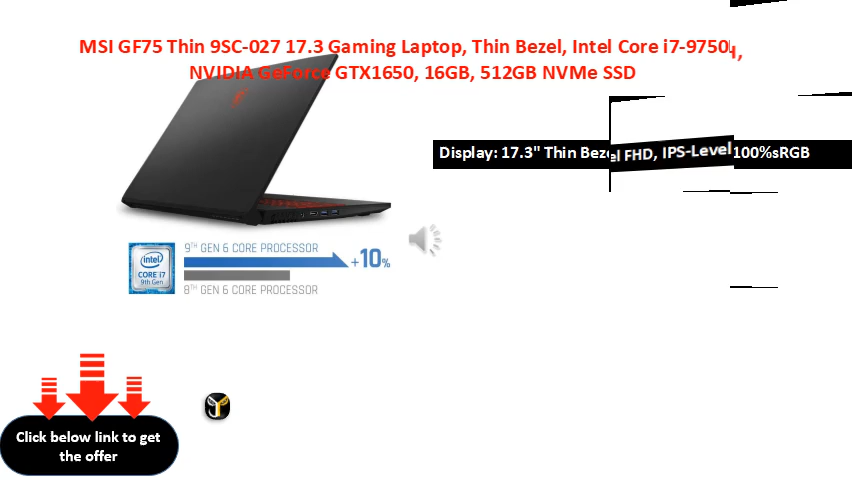 MSI GF75 Thin 9SC-027 17.3 Gaming Laptop, Thin Bezel, Intel Core i7-9750H,
NVIDIA GeForce GTX1650, 16GB, 512GB NVMe SSD
Display: 17.3" Thin Bezel FHD, IPS-Level 100%sRGB
9TH GEN 6 CORE PROCESSOR
+10%
8TH GEN 6 CORE PROCESSOR
intel
CORE i7
9th Gen
Click below link to get
the offer